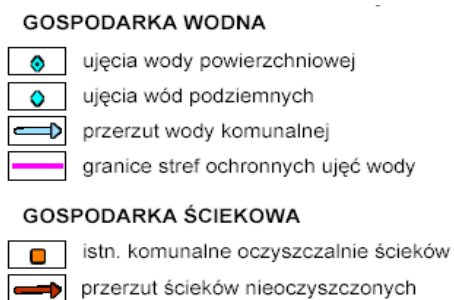 GOSPODARKA WODNA
ujęcia wody powierzchniowej
ujęcia wód podziemnych
przerzut wody komunalnej
granice stref ochronnych ujęć wody
GOSPODARKA ŚCIEKOWA
istn. komunalne oczyszczalnie ścieków
przerzut ścieków nieoczyszczonych